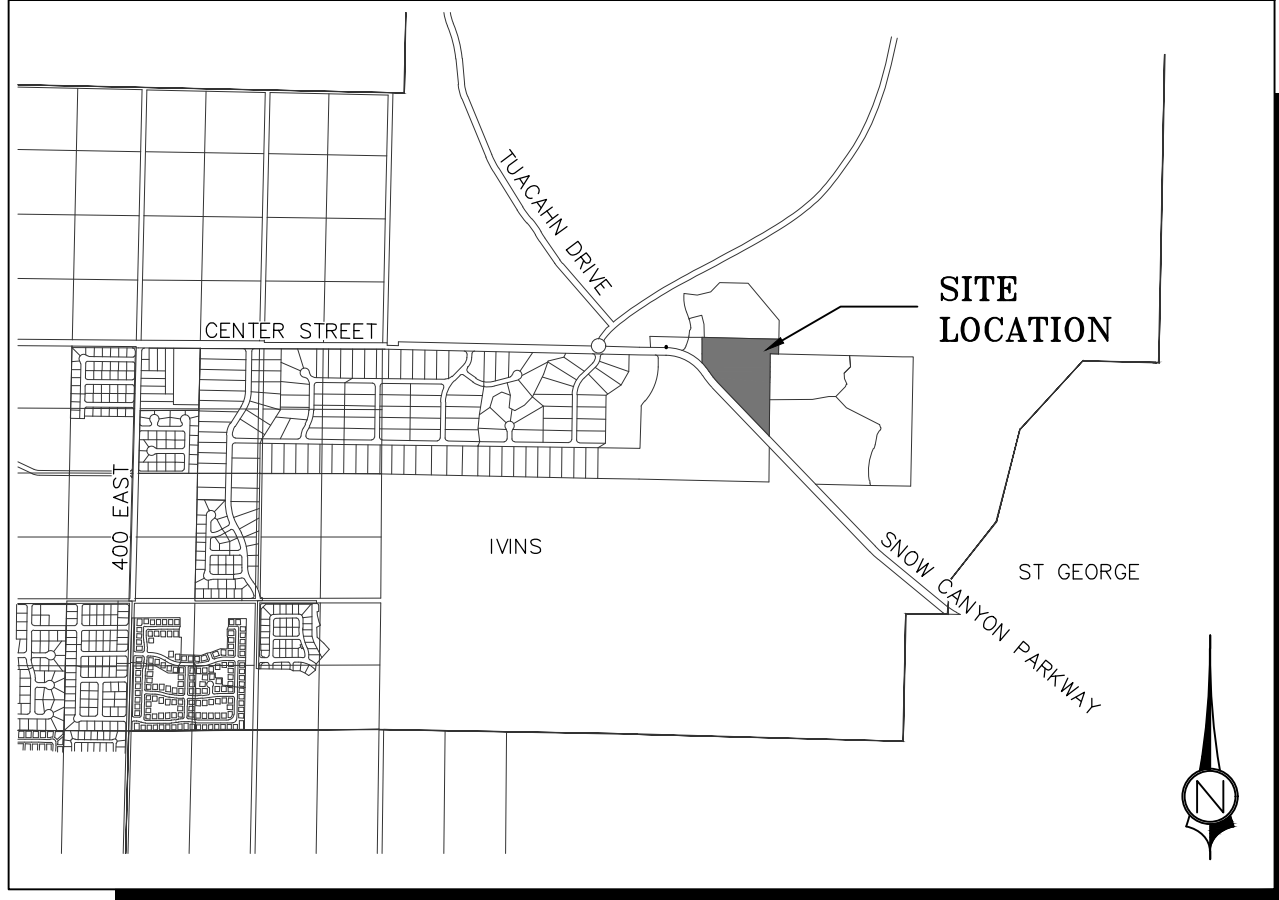 TUACAHN DRIVE
SITE
LOCATION
CENTER STREET
400 EAST
IVINS
SNOW CANYON PARKWAY
ST GEORGE
N